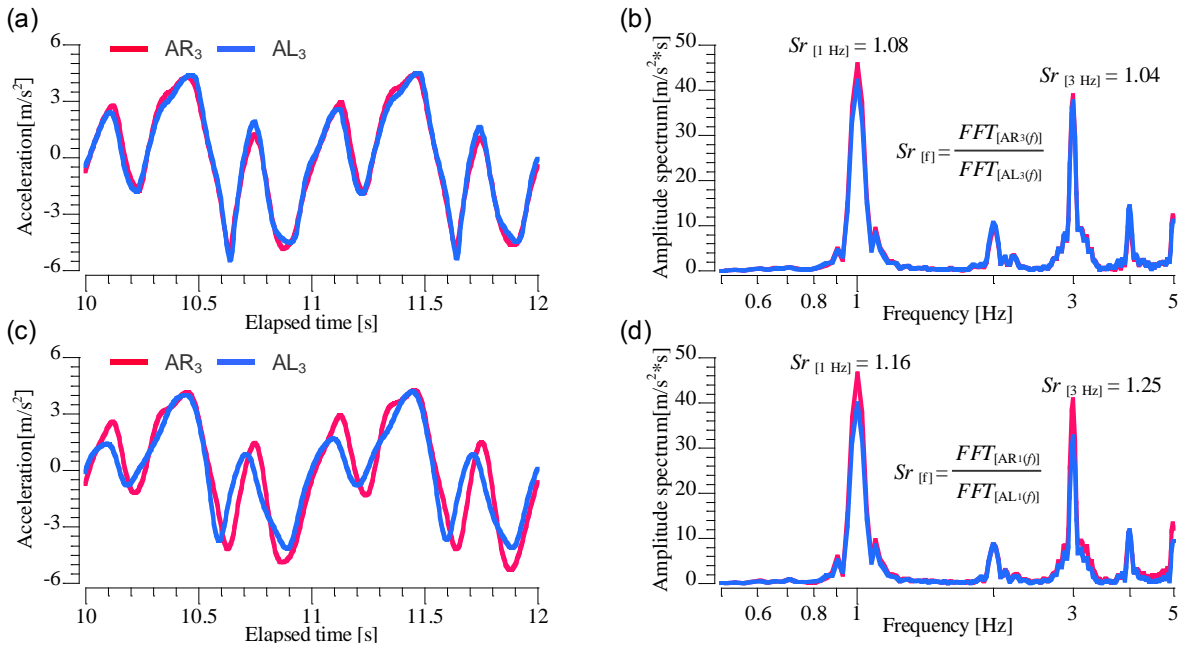 (a)
AR3 AL3
6
3
0
-3
-6
Acceleration[m/s2]
10 10.5 11 11.5 12
Elapsed time [s]
(b)
Sr [1 Hz] = 1.08
Sr [3 Hz] = 1.04
Sr [f] = FFT[AR3(f)]
FFT[AL3(f)]
50
40
30
20
10
0
Amplitude spectrum[m/s2*s]
0.6 0.8 1 3 5
Frequency [Hz]
(c)
AR3 AL3
6
3
0
-3
-6
Acceleration[m/s2]
10 10.5 11 11.5 12
Elapsed time [s]
(d)
Sr [1 Hz] = 1.16
Sr [3 Hz] = 1.25
Sr [f] = FFT[AR1(f)]
FFT[AL1(f)]
50
40
30
20
10
0
Amplitude spectrum[m/s2*s]
0.6 0.8 1 3 5
Frequency [Hz]